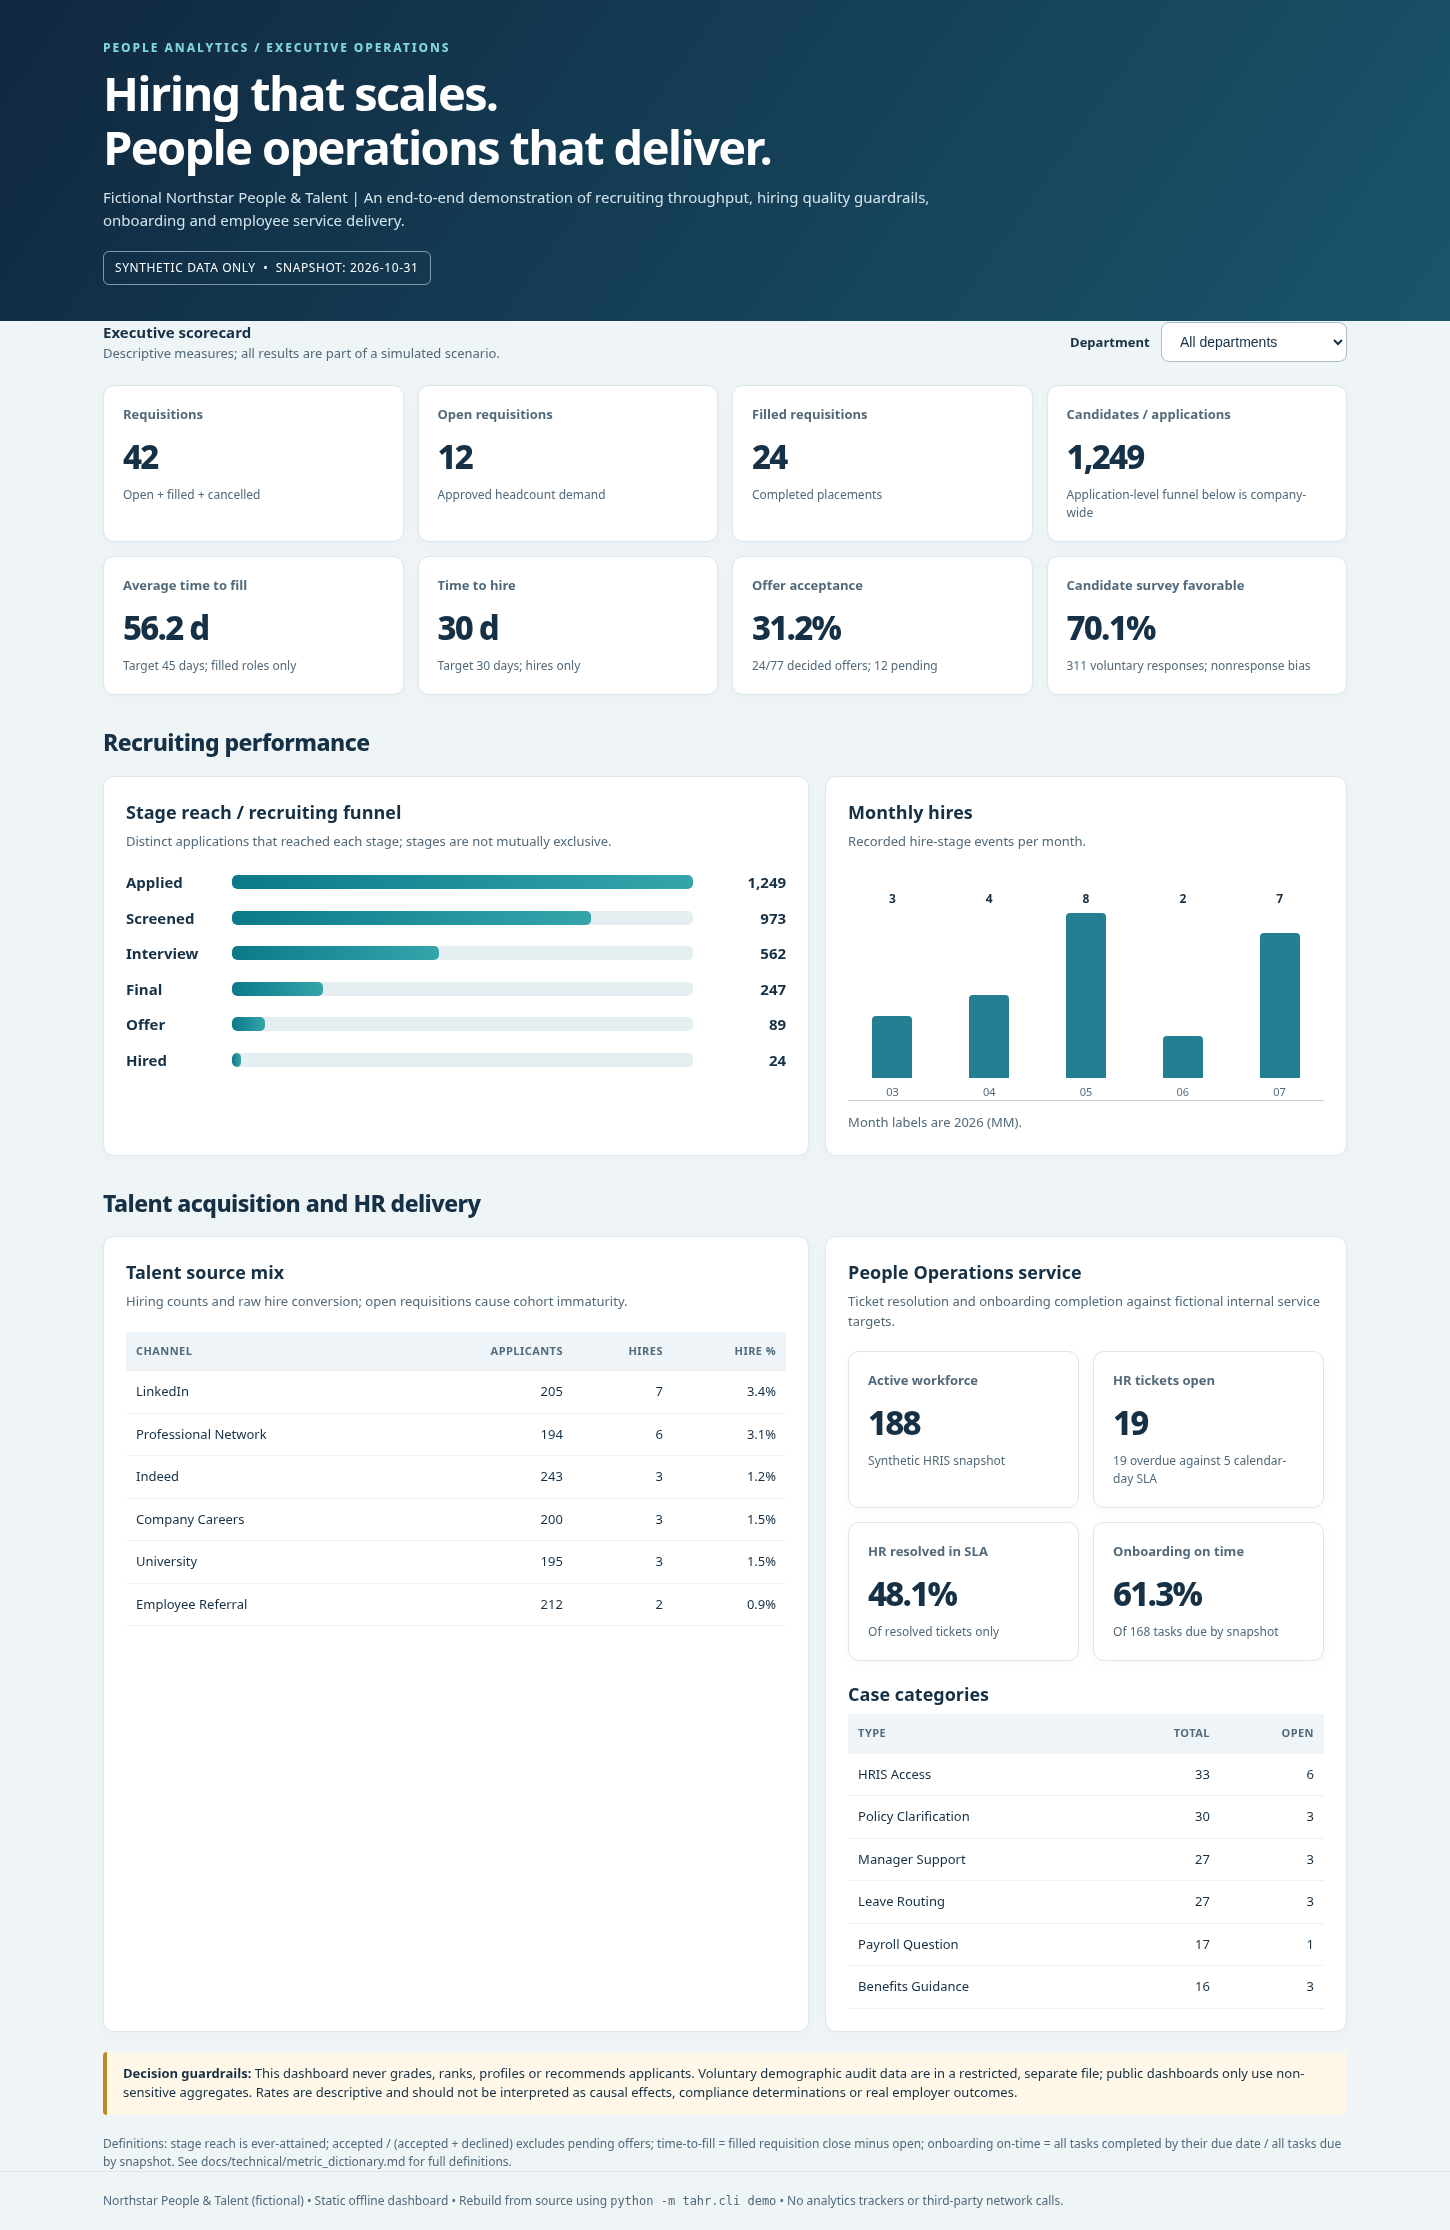 PEOPLE ANALYTICS / EXECUTIVE OPERATIONS
Hiring that scales.
People operations that deliver.
Fictional Northstar People & Talent | An end-to-end demonstration of recruiting throughput, hiring quality guardrails,
onboarding and employee service delivery.
SYNTHETIC DATA ONLY • SNAPSHOT: 2026-10-31
Executive scorecard
Descriptive measures; all results are part of a simulated scenario.
Department All departments
Requisitions
42
Open + filled + cancelled
Open requisitions
12
Approved headcount demand
Filled requisitions
24
Completed placements
Candidates / applications
1,249
Application-level funnel below is company-
wide
Average time to fill
56.2 d
Target 45 days; filled roles only
Time to hire
30 d
Target 30 days; hires only
Offer acceptance
31.2%
24/77 decided offers; 12 pending
Candidate survey favorable
70.1%
311 voluntary responses; nonresponse bias
Recruiting performance
Stage reach / recruiting funnel
Distinct applications that reached each stage; stages are not mutually exclusive.
Applied 1,249
Screened 973
Interview 562
Final 247
Offer 89
Hired 24
Monthly hires
Recorded hire-stage events per month.
3 4 8 2 7
03 04 05 06 07
Month labels are 2026 (MM).
Talent acquisition and HR delivery
Talent source mix
Hiring counts and raw hire conversion; open requisitions cause cohort immaturity.
CHANNEL APPLICANTS HIRES HIRE %
LinkedIn 205 7 3.4%
Professional Network 194 6 3.1%
Indeed 243 3 1.2%
Company Careers 200 3 1.5%
University 195 3 1.5%
Employee Referral 212 2 0.9%
People Operations service
Ticket resolution and onboarding completion against fictional internal service
targets.
Active workforce
188
Synthetic HRIS snapshot
HR tickets open
19
19 overdue against 5 calendar-
day SLA
HR resolved in SLA
48.1%
Of resolved tickets only
Onboarding on time
61.3%
Of 168 tasks due by snapshot
Case categories
TYPE TOTAL OPEN
HRIS Access 33 6
Policy Clarification 30 3
Manager Support 27 3
Leave Routing 27 3
Payroll Question 17 1
Benefits Guidance 16 3
Decision guardrails: This dashboard never grades, ranks, profiles or recommends applicants. Voluntary demographic audit data are in a restricted, separate file; public dashboards only use non-
sensitive aggregates. Rates are descriptive and should not be interpreted as causal effects, compliance determinations or real employer outcomes.
Definitions: stage reach is ever-attained; accepted / (accepted + declined) excludes pending offers; time-to-fill = filled requisition close minus open; onboarding on-time = all tasks completed by their due date / all tasks due
by snapshot. See docs/technical/metric_dictionary.md for full definitions.
Northstar People & Talent (fictional) • Static offline dashboard • Rebuild from source using python -m tahr.cli demo • No analytics trackers or third-party network calls.